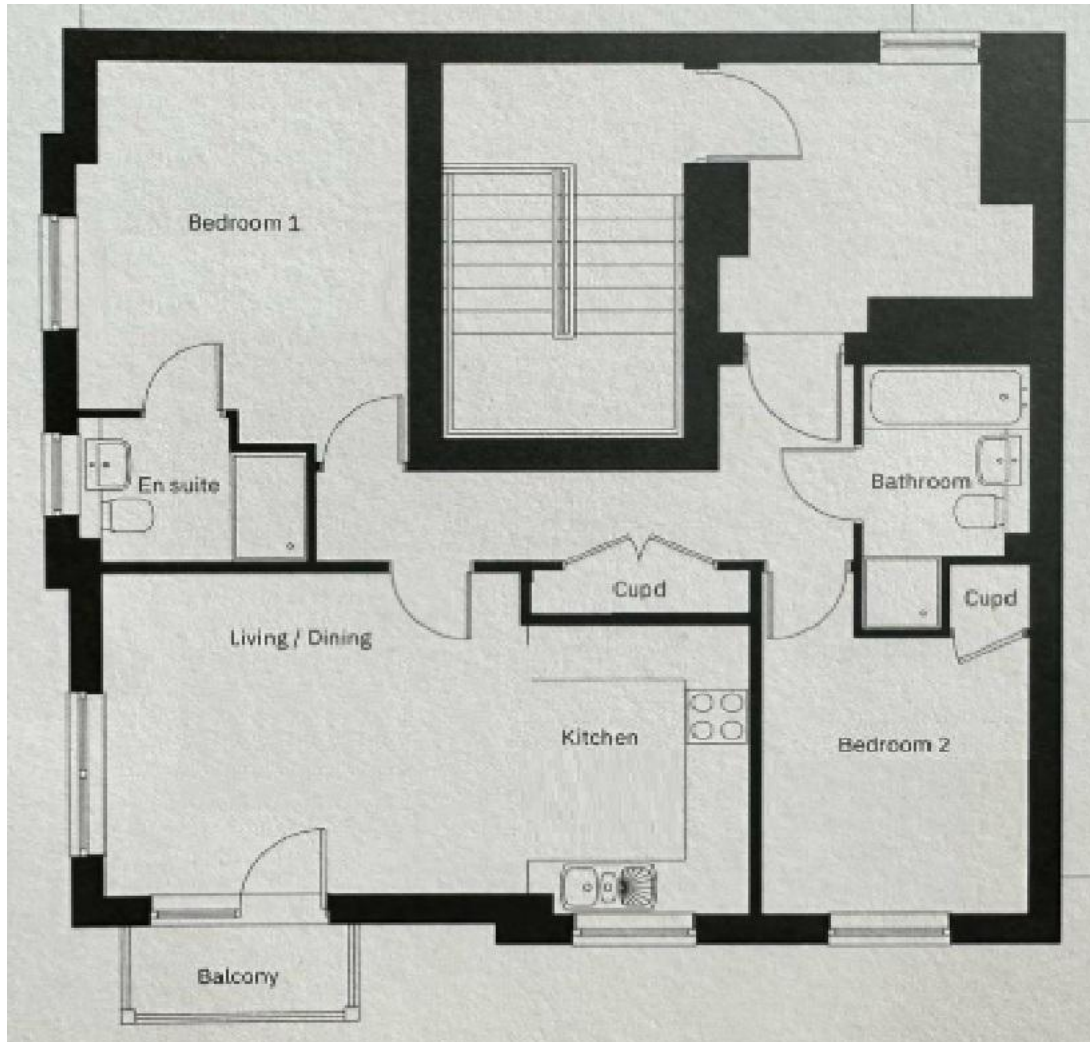 Bedroom 1
En suite
Bathroom
Cupd
Cupd
Living / Dining
Kitchen
Bedroom 2
Balcony